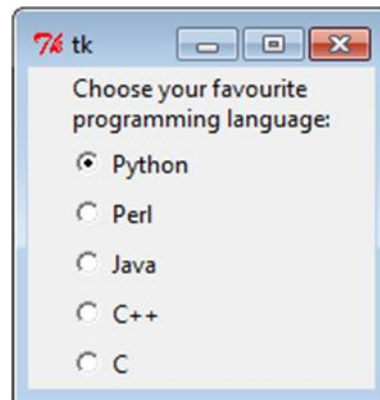 tk
Choose your favourite
programming language:
Python
Perl
Java
C++
C